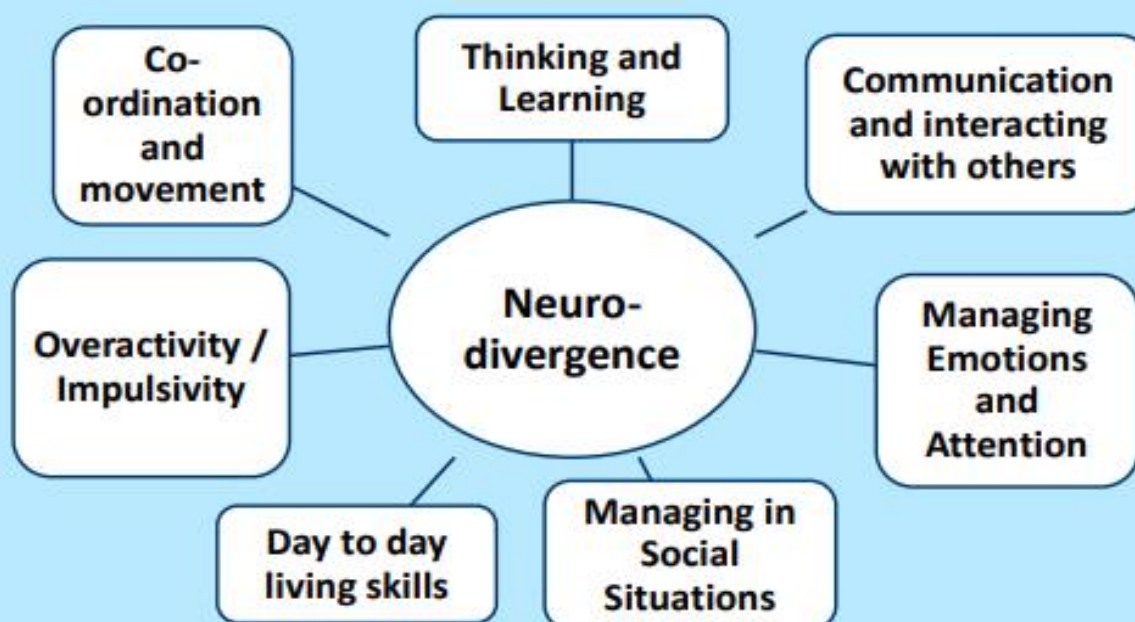 Co-
ordination
and
movement
Thinking and
Learning
Communication
and interacting
with others
Overactivity /
Impulsivity
Neuro-
divergence
Managing
Emotions
and
Attention
Day to day
living skills
Managing in
Social
Situations